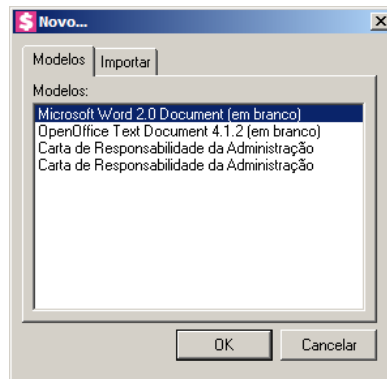 Novo...
Modelos Importar
Modelos:
Microsoft Word 2.0 Document (em branco)
OpenOffice Text Document 4.1.2 (em branco)
Carta de Responsabilidade da Administração
Carta de Responsabilidade da Administração
OK Cancelar